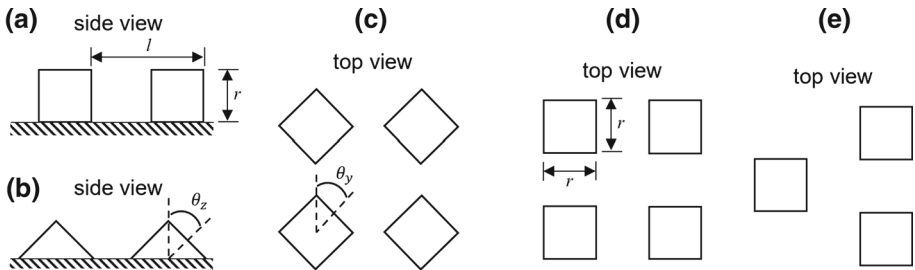 (a)
side view
l
r
(b)
side view
θz
(c)
top view
θy
(d)
top view
r
r
(e)
top view